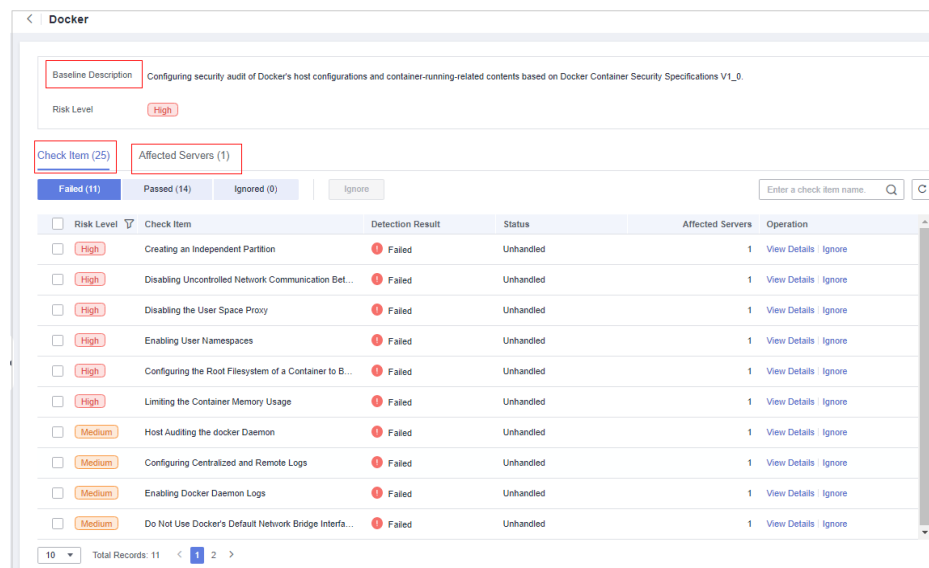 Docker
Baseline Description Configuring security audit of Docker's host configurations and container-running-related contents based on Docker Container Security Specifications V1_0.
Risk Level High
Check Item (25) Affected Servers (1)
Failed (11) Passed (14) Ignored (0) Ignore Enter a check item name.
Risk Level Check Item Detection Result Status Affected Servers Operation
High Creating an Independent Partition Failed Unhandled 1 View Details Ignore
High Disabling Uncontrolled Network Communication Bet... Failed Unhandled 1 View Details Ignore
High Disabling the User Space Proxy Failed Unhandled 1 View Details Ignore
High Enabling User Namespaces Failed Unhandled 1 View Details Ignore
High Configuring the Root Filesystem of a Container to B... Failed Unhandled 1 View Details Ignore
High Limiting the Container Memory Usage Failed Unhandled 1 View Details Ignore
Medium Host Auditing the docker Daemon Failed Unhandled 1 View Details Ignore
Medium Configuring Centralized and Remote Logs Failed Unhandled 1 View Details Ignore
Medium Enabling Docker Daemon Logs Failed Unhandled 1 View Details Ignore
Medium Do Not Use Docker's Default Network Bridge Interfa... Failed Unhandled 1 View Details Ignore
10 Total Records: 11 < 1 2 >